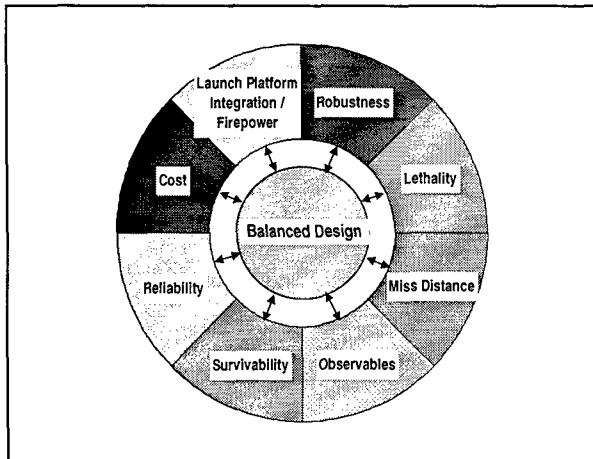 Launch Platform
Integration /
Firepower
Robustness
Cost
Lethality
Balanced Design
Reliability
Miss Distance
Survivability
Observables